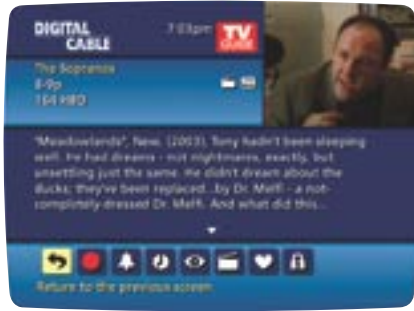 DIGITAL
CABLE
7:03pm
TV
GUIDE
The Sopranos
8-9p
164 HBO
"Meadowlands", New. (2003), Tony hadn't been sleeping
well. He had dreams - not nightmares, exactly, but
unsettling just the same. He didn't dream about the
ducks; they've been replaced...by Dr. Melfi - a not-
completely dressed Dr. Melfi. And what did this...
Return to the previous screen